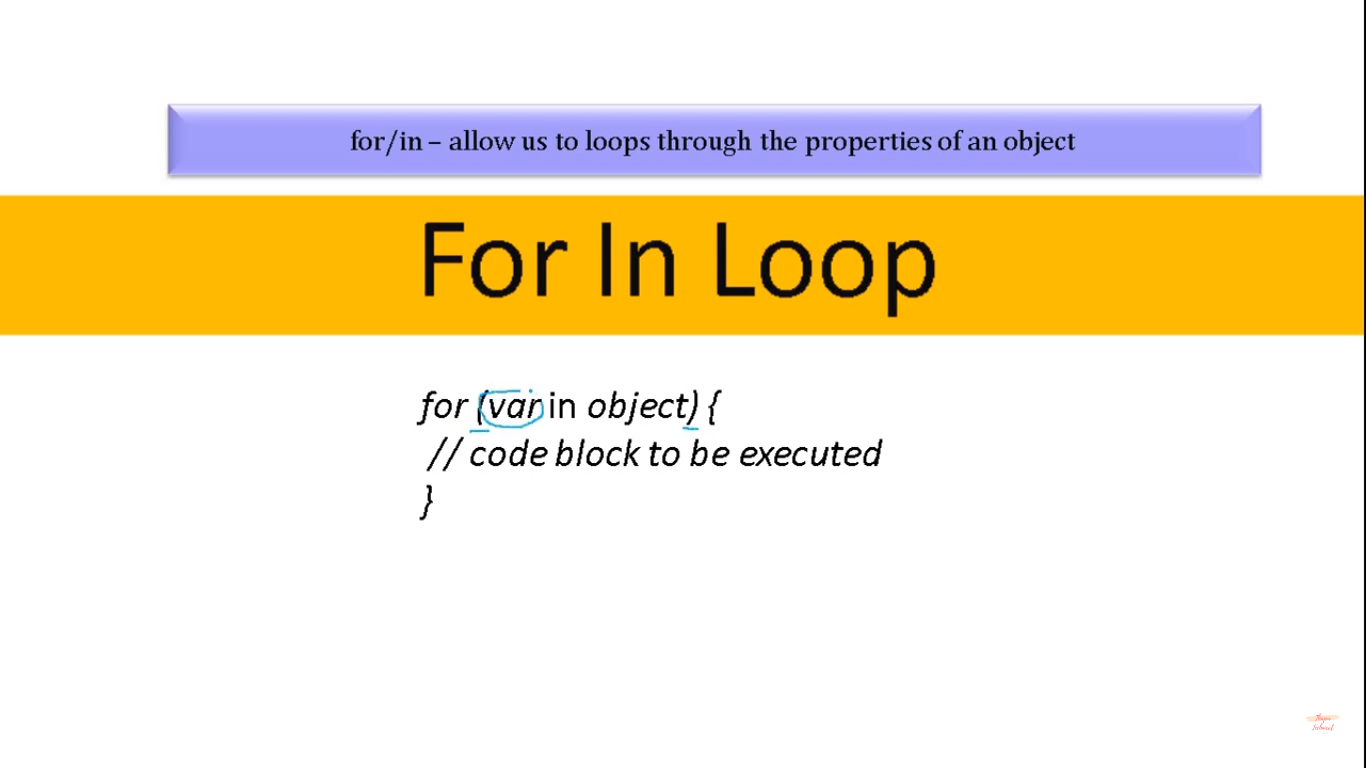 for/in – allow us to loops through the properties of an object
For In Loop
for (var in object) {
// code block to be executed
}